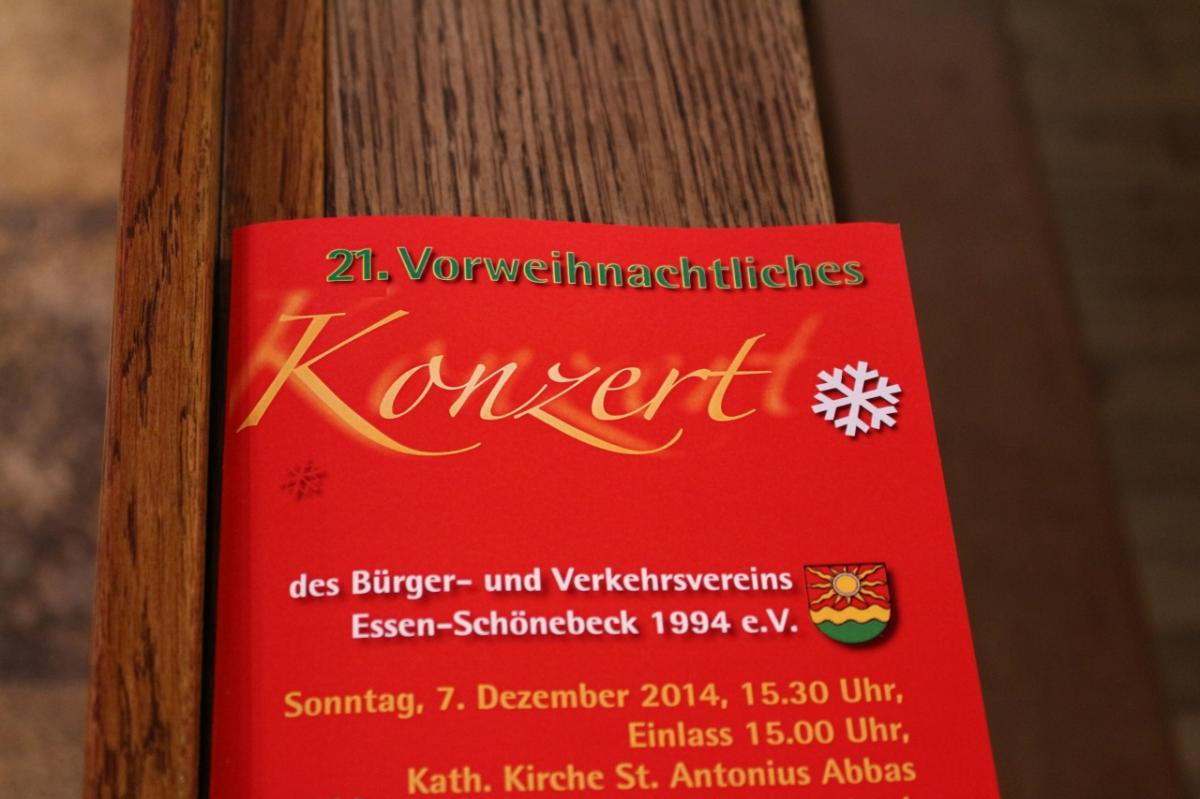 21. Vorweihnachtliches
Konzert
des Bürger- und Verkehrsvereins
Essen-Schönebeck 1994 e.V.
Sonntag, 7. Dezember 2014, 15.30 Uhr,
Einlass 15.00 Uhr,
Kath. Kirche St. Antonius Abbas